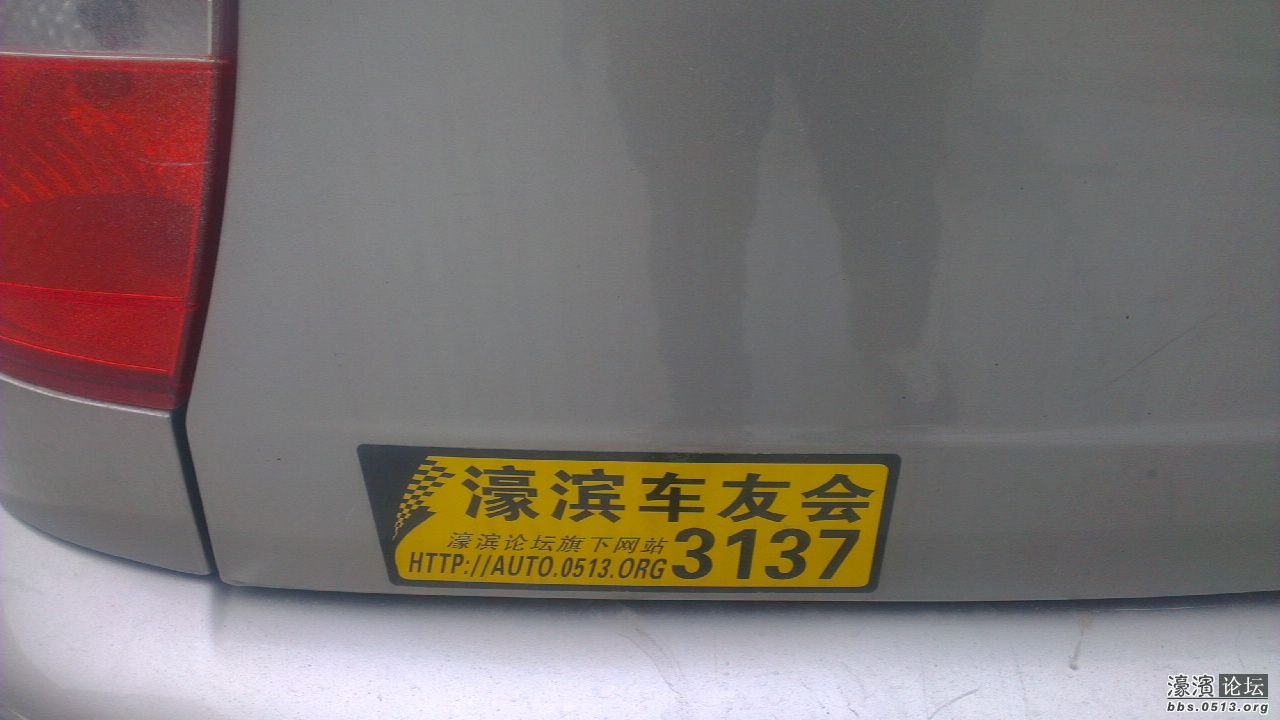 濠滨车友会
濠滨论坛旗下网站
HTTP://AUTO.0513.ORG
3137
濠濱 论坛
bbs.0513.org